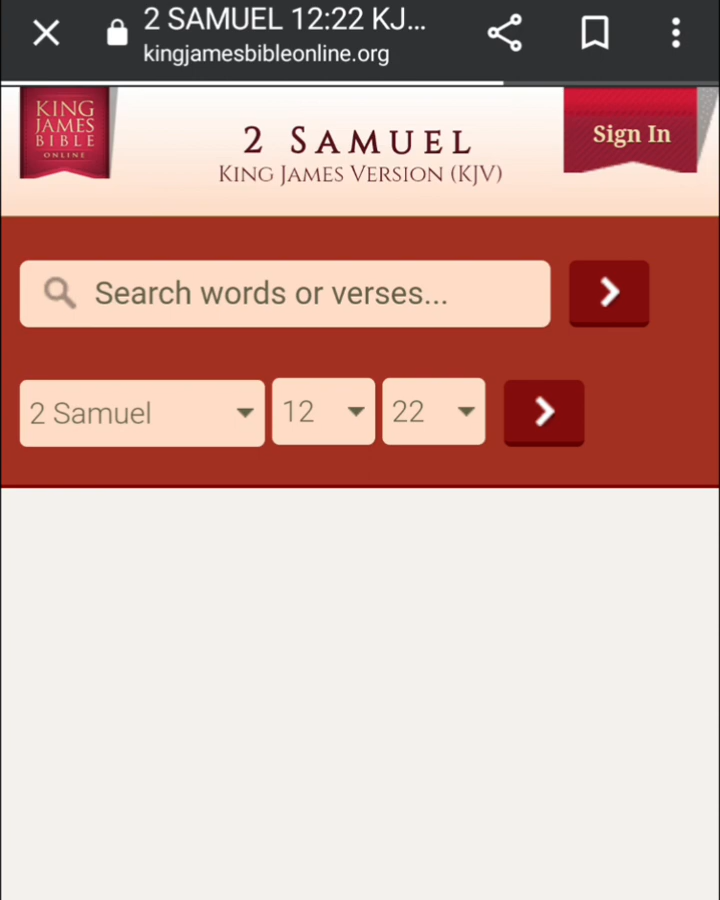 2 SAMUEL 12:22 KJ...
kingjamesbibleonline.org
KING
JAMES
BIBLE
ONLINE
2 SAMUEL
KING JAMES VERSION (KJV)
Sign In
Search words or verses...
2 Samuel 12 22